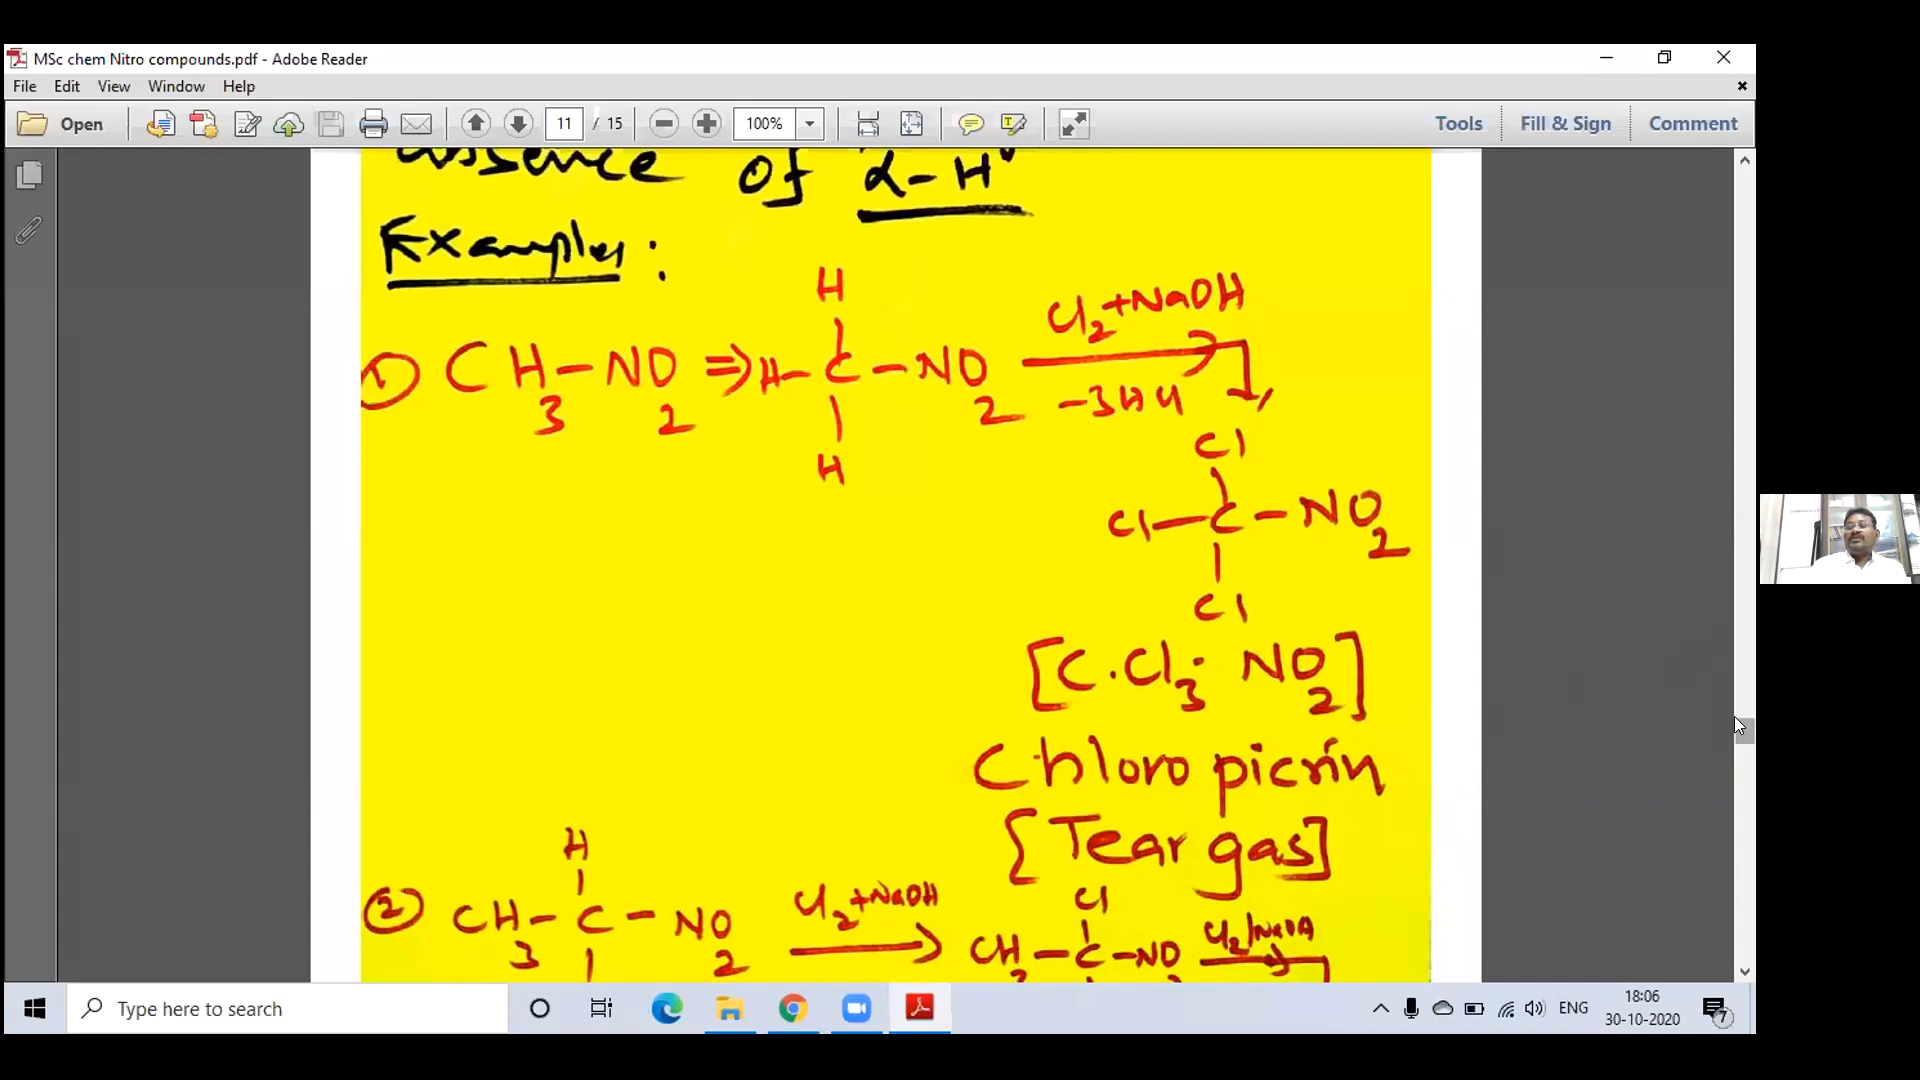 MSc chem Nitro compounds.pdf - Adobe Reader
File Edit View Window Help
Open 11 / 15 100% Tools Fill & Sign Comment
of α-H
Examples:
H
Cl2+NaOH
① CH3-NO2 ⇒ H-C-NO2
-3HCl
H
Cl
Cl-C-NO2
Cl
[C.Cl3.NO2]
Chloro picrin
[Tear gas]
H
② CH3-C-NO2 Cl2+NaOH
Cl
CH3-C-NO2 Cl2/NaOH
Type here to search
ENG
18:06
30-10-2020
7